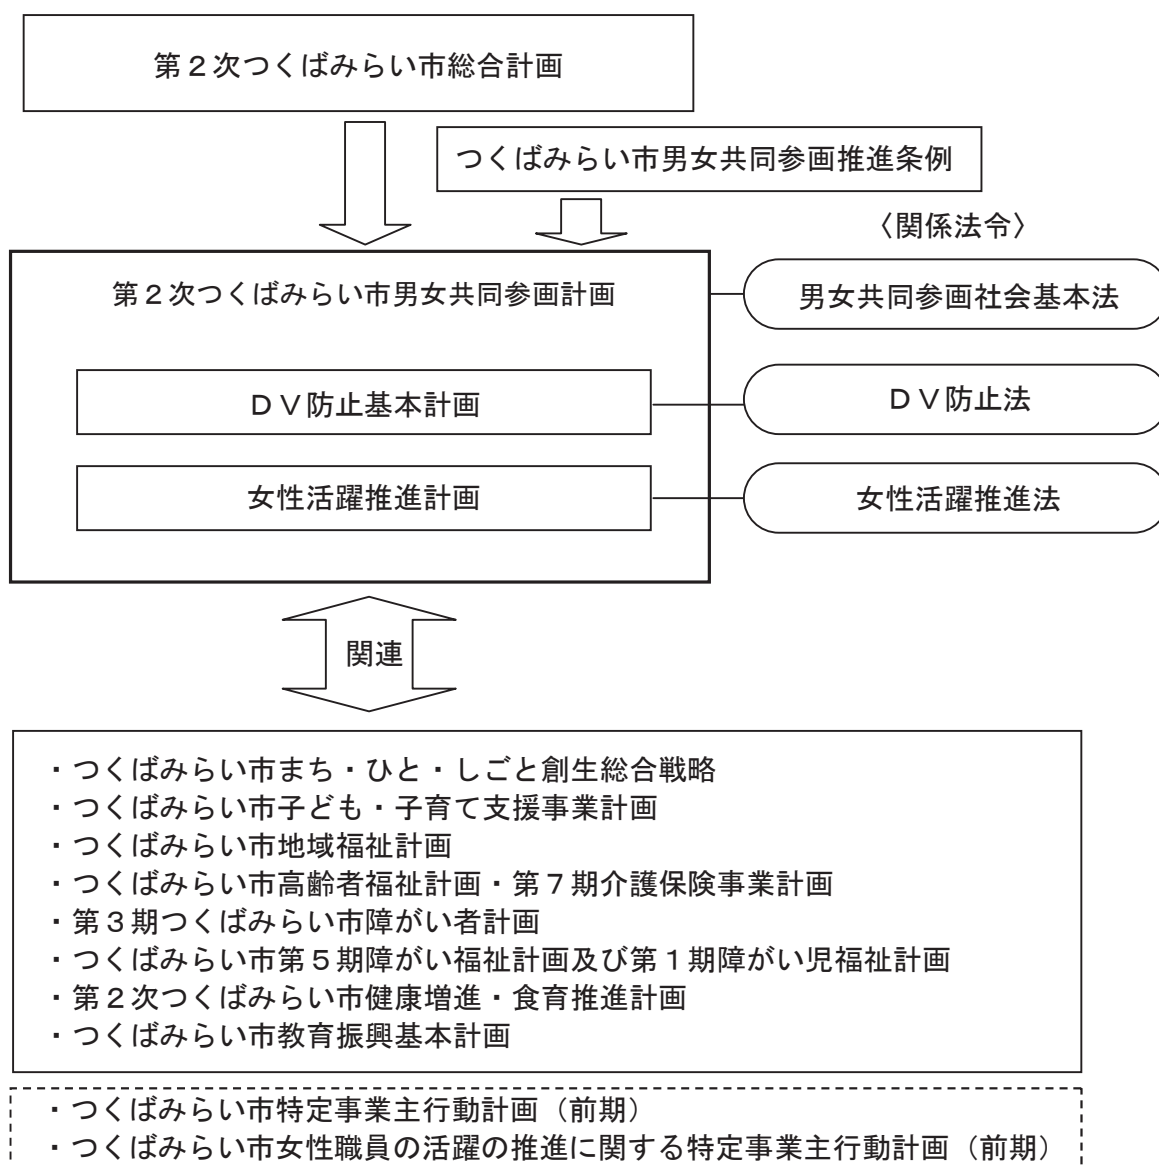 第２次つくばみらい市総合計画
つくばみらい市男女共同参画推進条例
〈関係法令〉
第２次つくばみらい市男女共同参画計画
男女共同参画社会基本法
ＤＶ防止基本計画
ＤＶ防止法
女性活躍推進計画
女性活躍推進法
関連
・つくばみらい市まち・ひと・しごと創生総合戦略
・つくばみらい市子ども・子育て支援事業計画
・つくばみらい市地域福祉計画
・つくばみらい市高齢者福祉計画・第７期介護保険事業計画
・第３期つくばみらい市障がい者計画
・つくばみらい市第５期障がい福祉計画及び第１期障がい児福祉計画
・第２次つくばみらい市健康増進・食育推進計画
・つくばみらい市教育振興基本計画
・つくばみらい市特定事業主行動計画（前期）
・つくばみらい市女性職員の活躍の推進に関する特定事業主行動計画（前期）